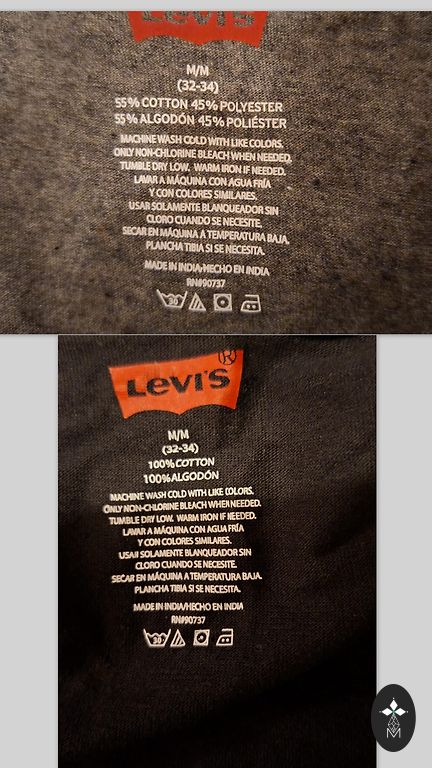 Levi's
M/M
(32-34)
55% COTTON 45% POLYESTER
55% ALGODÓN 45% POLIÉSTER
MACHINE WASH COLD WITH LIKE COLORS.
ONLY NON-CHLORINE BLEACH WHEN NEEDED.
TUMBLE DRY LOW. WARM IRON IF NEEDED.
LAVAR A MÁQUINA CON AGUA FRÍA
Y CON COLORES SIMILARES.
USAR SOLAMENTE BLANQUEADOR SIN
CLORO CUANDO SE NECESITE.
SECAR EN MÁQUINA A TEMPERATURA BAJA.
PLANCHA TIBIA SI SE NECESITA.
MADE IN INDIA/HECHO EN INDIA
RN#90737
30
Levi's®
M/M
(32-34)
100% COTTON
100% ALGODÓN
MACHINE WASH COLD WITH LIKE COLORS.
ONLY NON-CHLORINE BLEACH WHEN NEEDED.
TUMBLE DRY LOW. WARM IRON IF NEEDED.
LAVAR A MÁQUINA CON AGUA FRÍA
Y CON COLORES SIMILARES.
USAR SOLAMENTE BLANQUEADOR SIN
CLORO CUANDO SE NECESITE.
SECAR EN MÁQUINA A TEMPERATURA BAJA.
PLANCHA TIBIA SI SE NECESITA.
MADE IN INDIA/HECHO EN INDIA
RN#90737
30
M